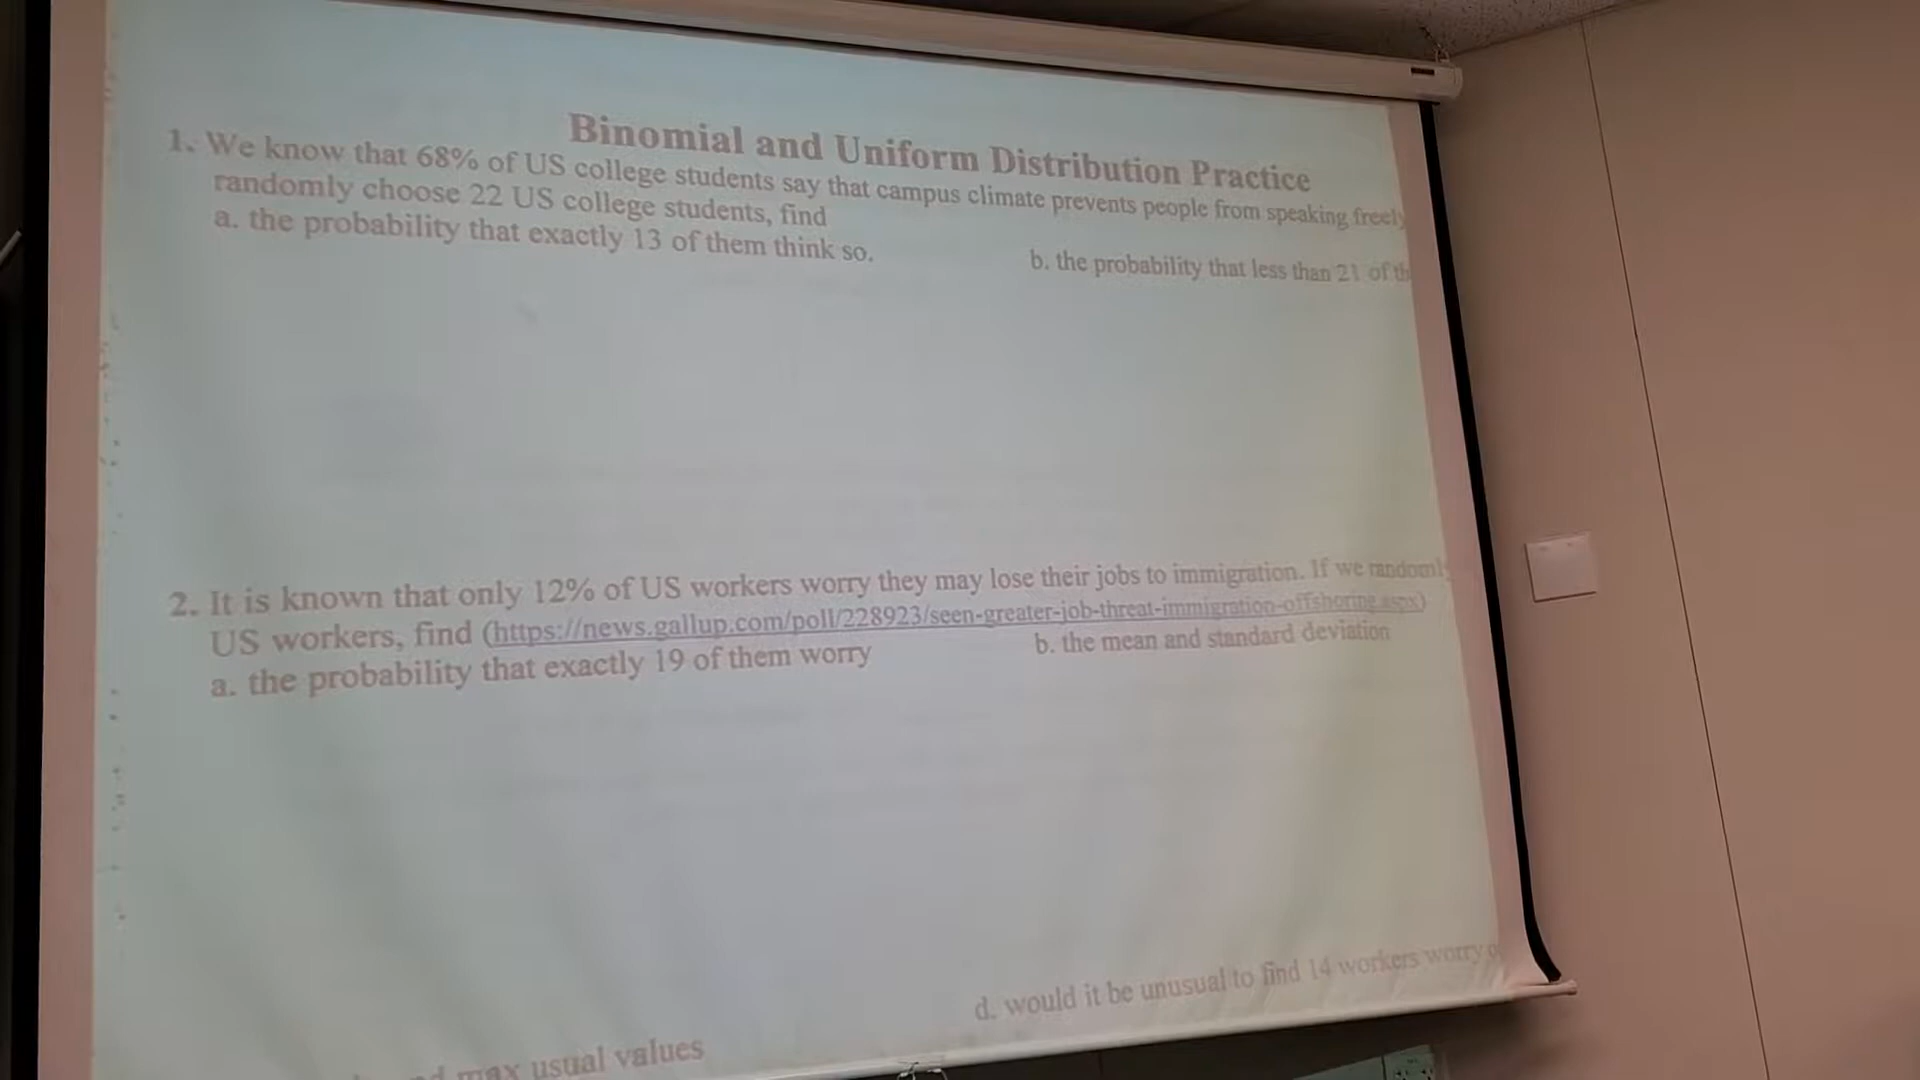 Binomial and Uniform Distribution Practice
1. We know that 68% of US college students say that campus climate prevents people from speaking freely
randomly choose 22 US college students, find
a. the probability that exactly 13 of them think so.
b. the probability that less than 21 of
2. It is known that only 12% of US workers worry they may lose their jobs to immigration. If we
US workers, find (https://news.gallup.com/poll/228923/seen-greater-job-threat-immigration-offshoring.aspx)
a. the probability that exactly 19 of them worry
b. the mean and standard deviation
d. would it be unusual to find 14 workers worry
max usual values